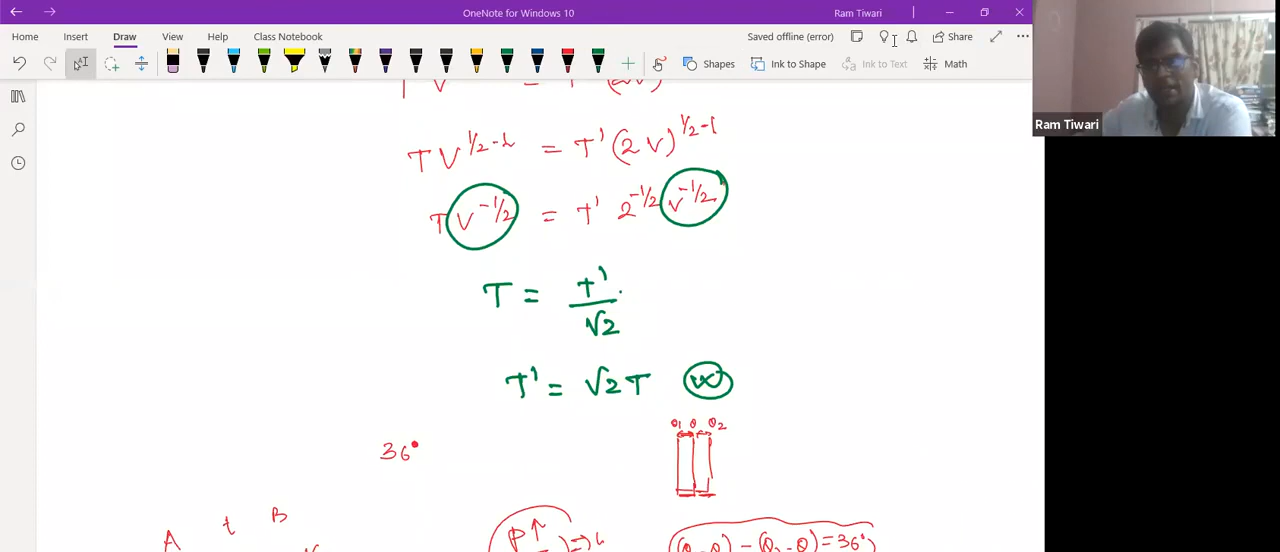 OneNote for Windows 10
Ram Tiwari
Home Insert Draw View Help Class Notebook
Saved offline (error) Share
Shapes Ink to Shape Ink to Text Math
Ram Tiwari
T V^1/2-1 = T' (2V)^1/2-1
T V^-1/2 = T' 2^-1/2 V^-1/2
T = T'/√2
T' = √2 T
θ1 θ θ2
36°
A t B
P↑
= 36°